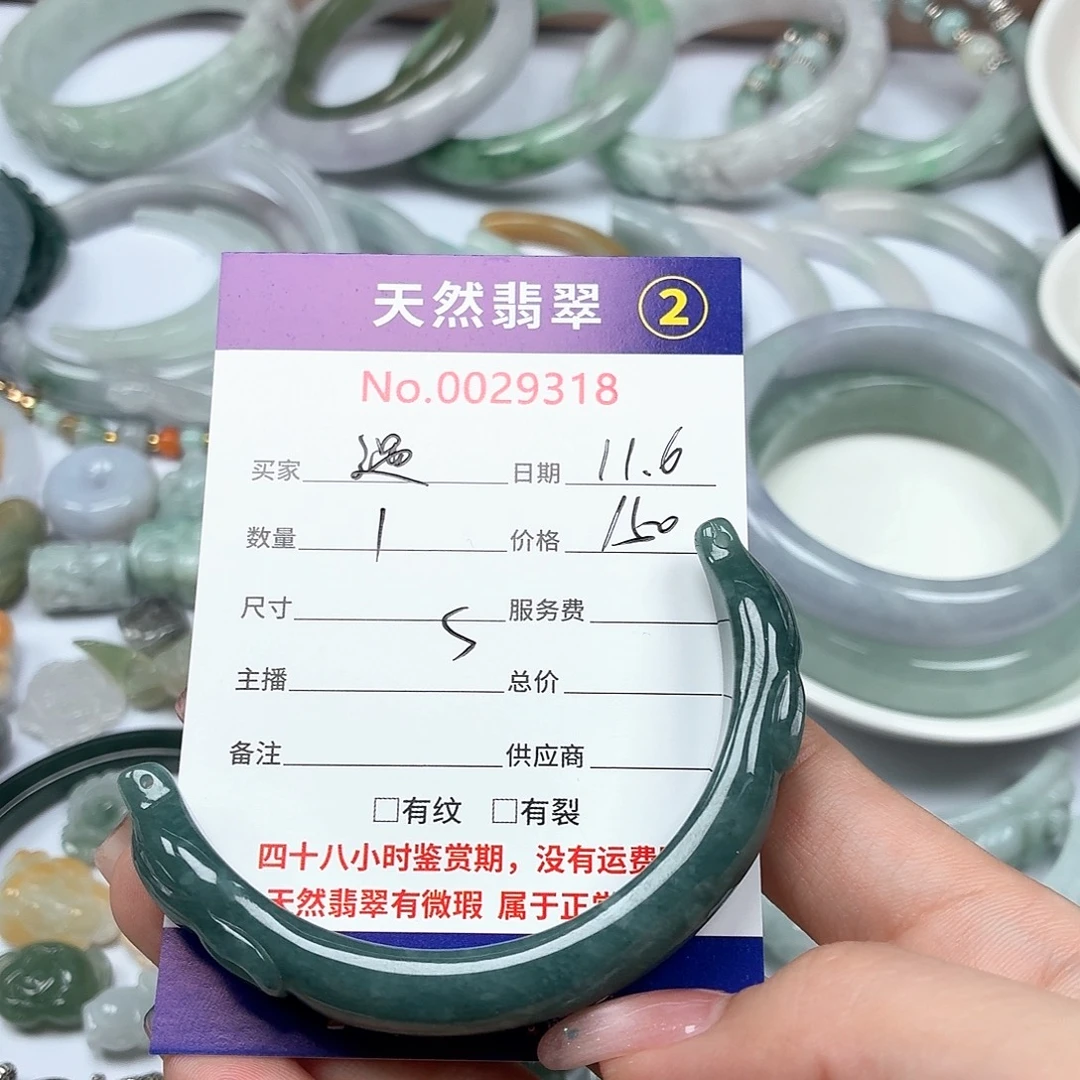 天然翡翠 2
No.0029318
买家 日期 11.6
数量 1 价格 150
尺寸 服务费
S
主播 总价
备注 供应商
□有纹 □有裂
四十八小时鉴赏期，没有运费
天然翡翠有微瑕 属于正常